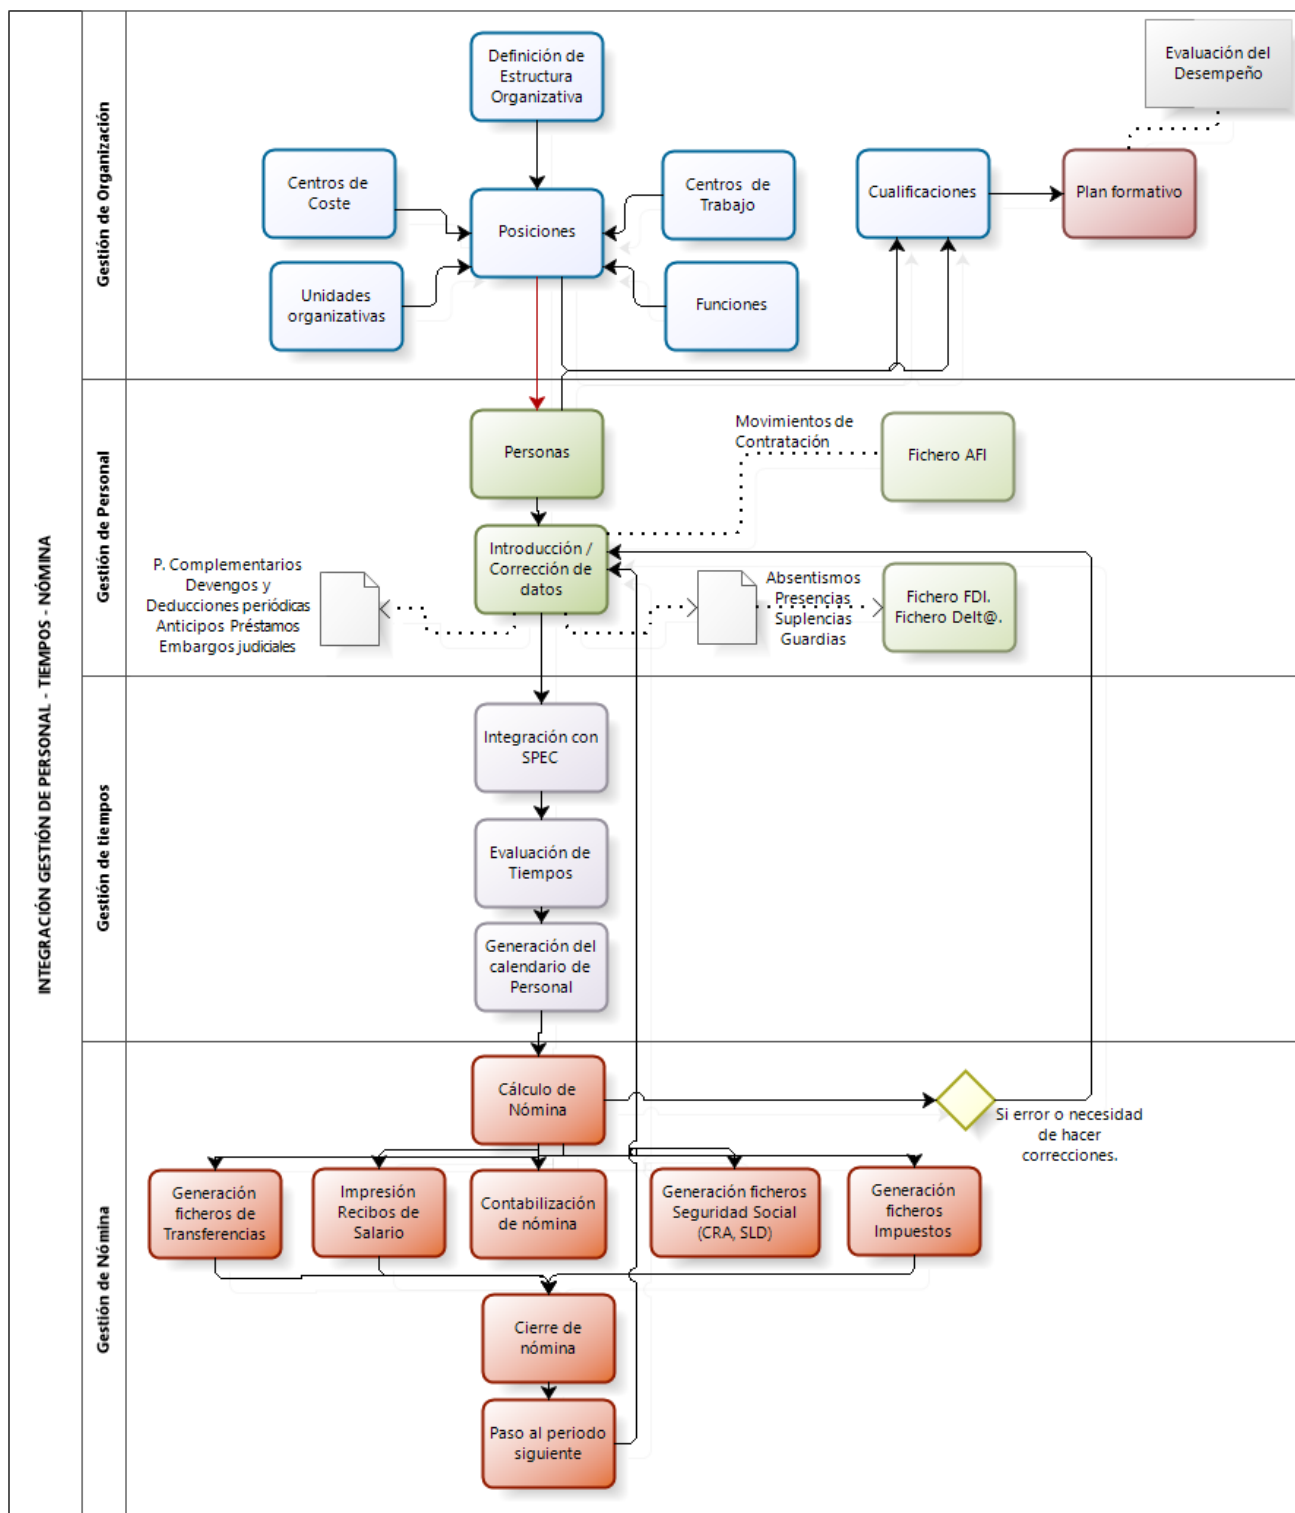 INTEGRACIÓN GESTIÓN DE PERSONAL - TIEMPOS - NÓMINA
Gestión de Organización
Definición de
Estructura
Organizativa
Evaluación del
Desempeño
Centros de
Coste
Posiciones
Centros de
Trabajo
Cualificaciones
Plan formativo
Unidades
organizativas
Funciones
Gestión de Personal
Personas
Movimientos de
Contratación
Fichero AFI
Introducción /
Corrección de
datos
P. Complementarios
Devengos y
Deducciones periódicas
Anticipos Préstamos
Embargos judiciales
Absentismos
Presencias
Suplencias
Guardias
Fichero FDI.
Fichero Delt@.
Gestión de tiempos
Integración con
SPEC
Evaluación de
Tiempos
Generación del
calendario de
Personal
Gestión de Nómina
Cálculo de
Nómina
Si error o necesidad
de hacer
correcciones.
Generación
ficheros de
Transferencias
Impresión
Recibos de
Salario
Contabilización
de nómina
Generación ficheros
Seguridad Social
(CRA, SLD)
Generación
ficheros
Impuestos
Cierre de
nómina
Paso al periodo
siguiente